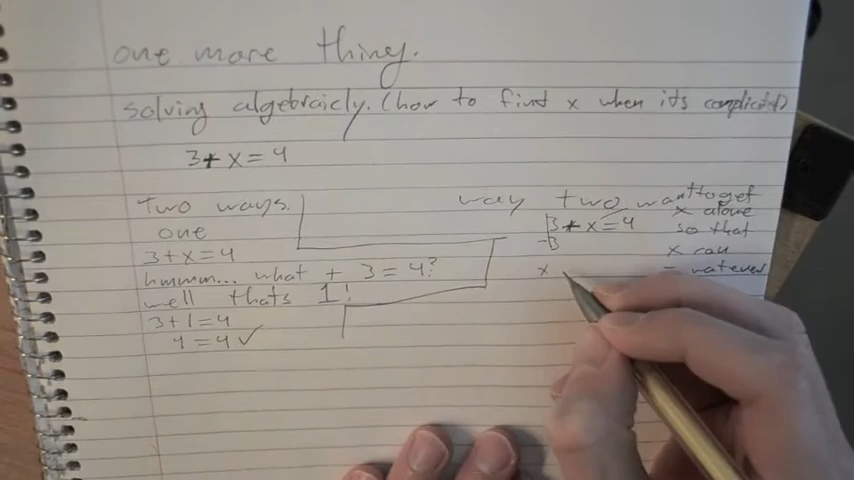 one more thing.
solving algebraicly. (how to find x when its complicated)
3+x=4
Two ways.
one
3+x=4
hmmm... what + 3 = 4?
well thats 1!
3+1=4
4=4✓
way two
3+x=4
-3
x
want to get
x alone
so that
x can
= watever